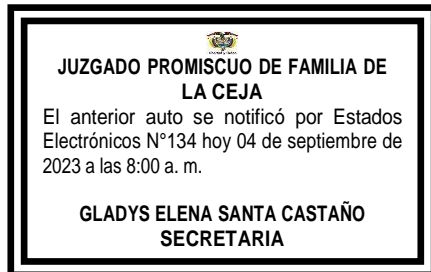 JUZGADO PROMISCUO DE FAMILIA DE
LA CEJA
El anterior auto se notificó por Estados
Electrónicos N°134 hoy 04 de septiembre de
2023 a las 8:00 a. m.
GLADYS ELENA SANTA CASTAÑO
SECRETARIA